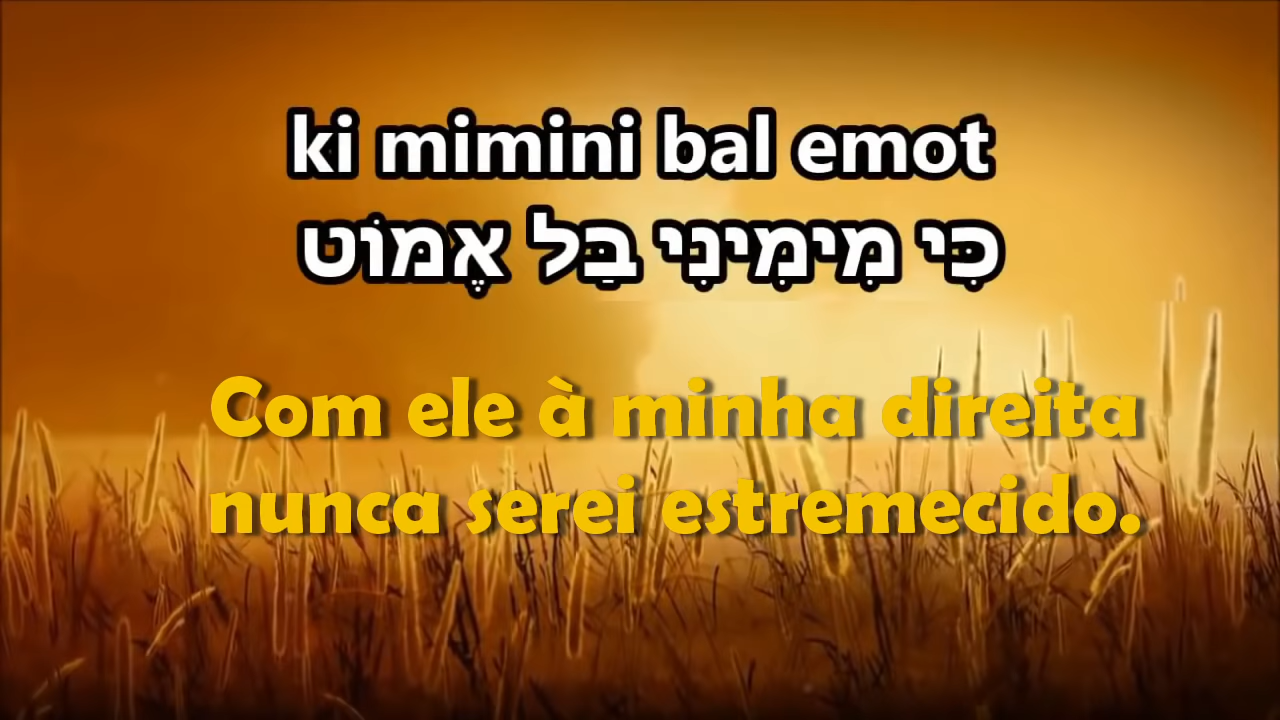 ki mimini bal emot
כִּי מִימִינִי בַּל אֶמּוֹט
Com ele à minha direita
nunca serei estremecido.